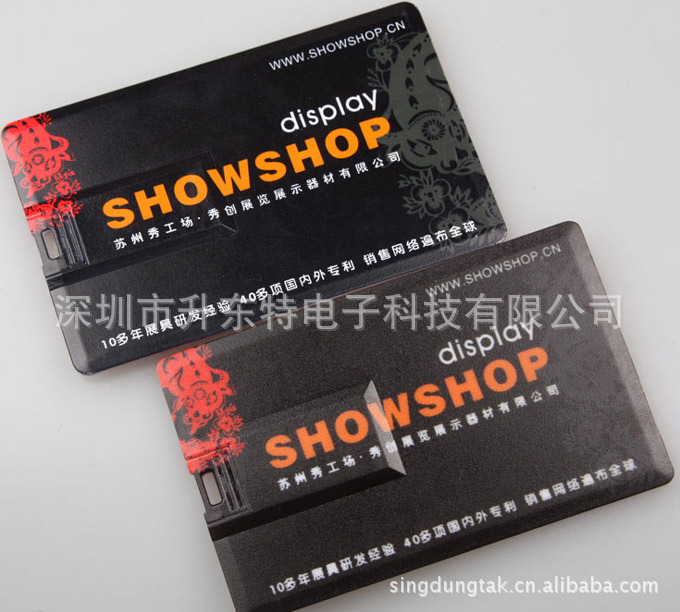 WWW.SHOWSHOP.CN
display
SHOWSHOP
苏州秀工场·秀创展览展示器材有限公司
10多年展具研发经验 40多项国内外专利 销售网络遍布全球
深圳市升东特电子科技有限公司
WWW.SHOWSHOP.CN
display
SHOWSHOP
苏州秀工场·秀创展览展示器材有限公司
10多年展具研发经验 40多项国内外专利 销售网络遍布全球
singdungtak.cn.alibaba.com